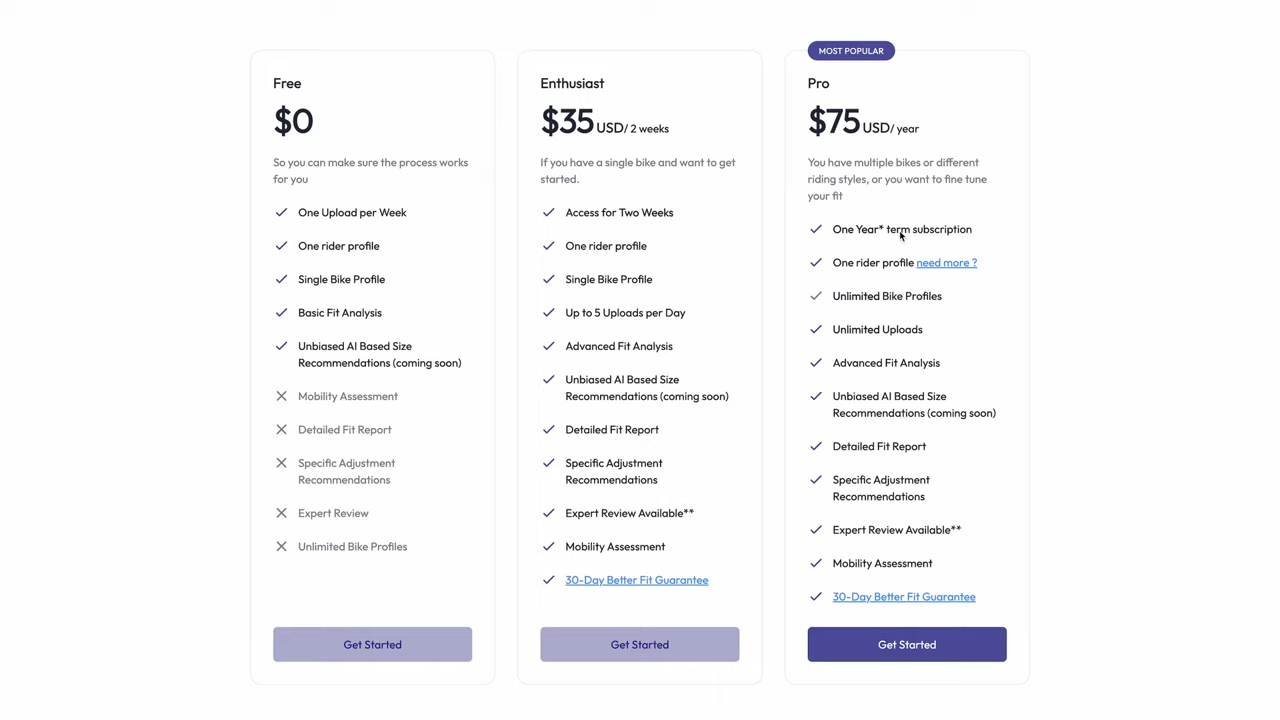 Free
$0
So you can make sure the process works
for you
One Upload per Week
One rider profile
Single Bike Profile
Basic Fit Analysis
Unbiased AI Based Size
Recommendations (coming soon)
Mobility Assessment
Detailed Fit Report
Specific Adjustment
Recommendations
Expert Review
Unlimited Bike Profiles
Get Started
Enthusiast
$35 USD/ 2 weeks
If you have a single bike and want to get
started.
Access for Two Weeks
One rider profile
Single Bike Profile
Up to 5 Uploads per Day
Advanced Fit Analysis
Unbiased AI Based Size
Recommendations (coming soon)
Detailed Fit Report
Specific Adjustment
Recommendations
Expert Review Available**
Mobility Assessment
30-Day Better Fit Guarantee
Get Started
MOST POPULAR
Pro
$75 USD/ year
You have multiple bikes or different
riding styles, or you want to fine tune
your fit
One Year* term subscription
One rider profile need more ?
Unlimited Bike Profiles
Unlimited Uploads
Advanced Fit Analysis
Unbiased AI Based Size
Recommendations (coming soon)
Detailed Fit Report
Specific Adjustment
Recommendations
Expert Review Available**
Mobility Assessment
30-Day Better Fit Guarantee
Get Started